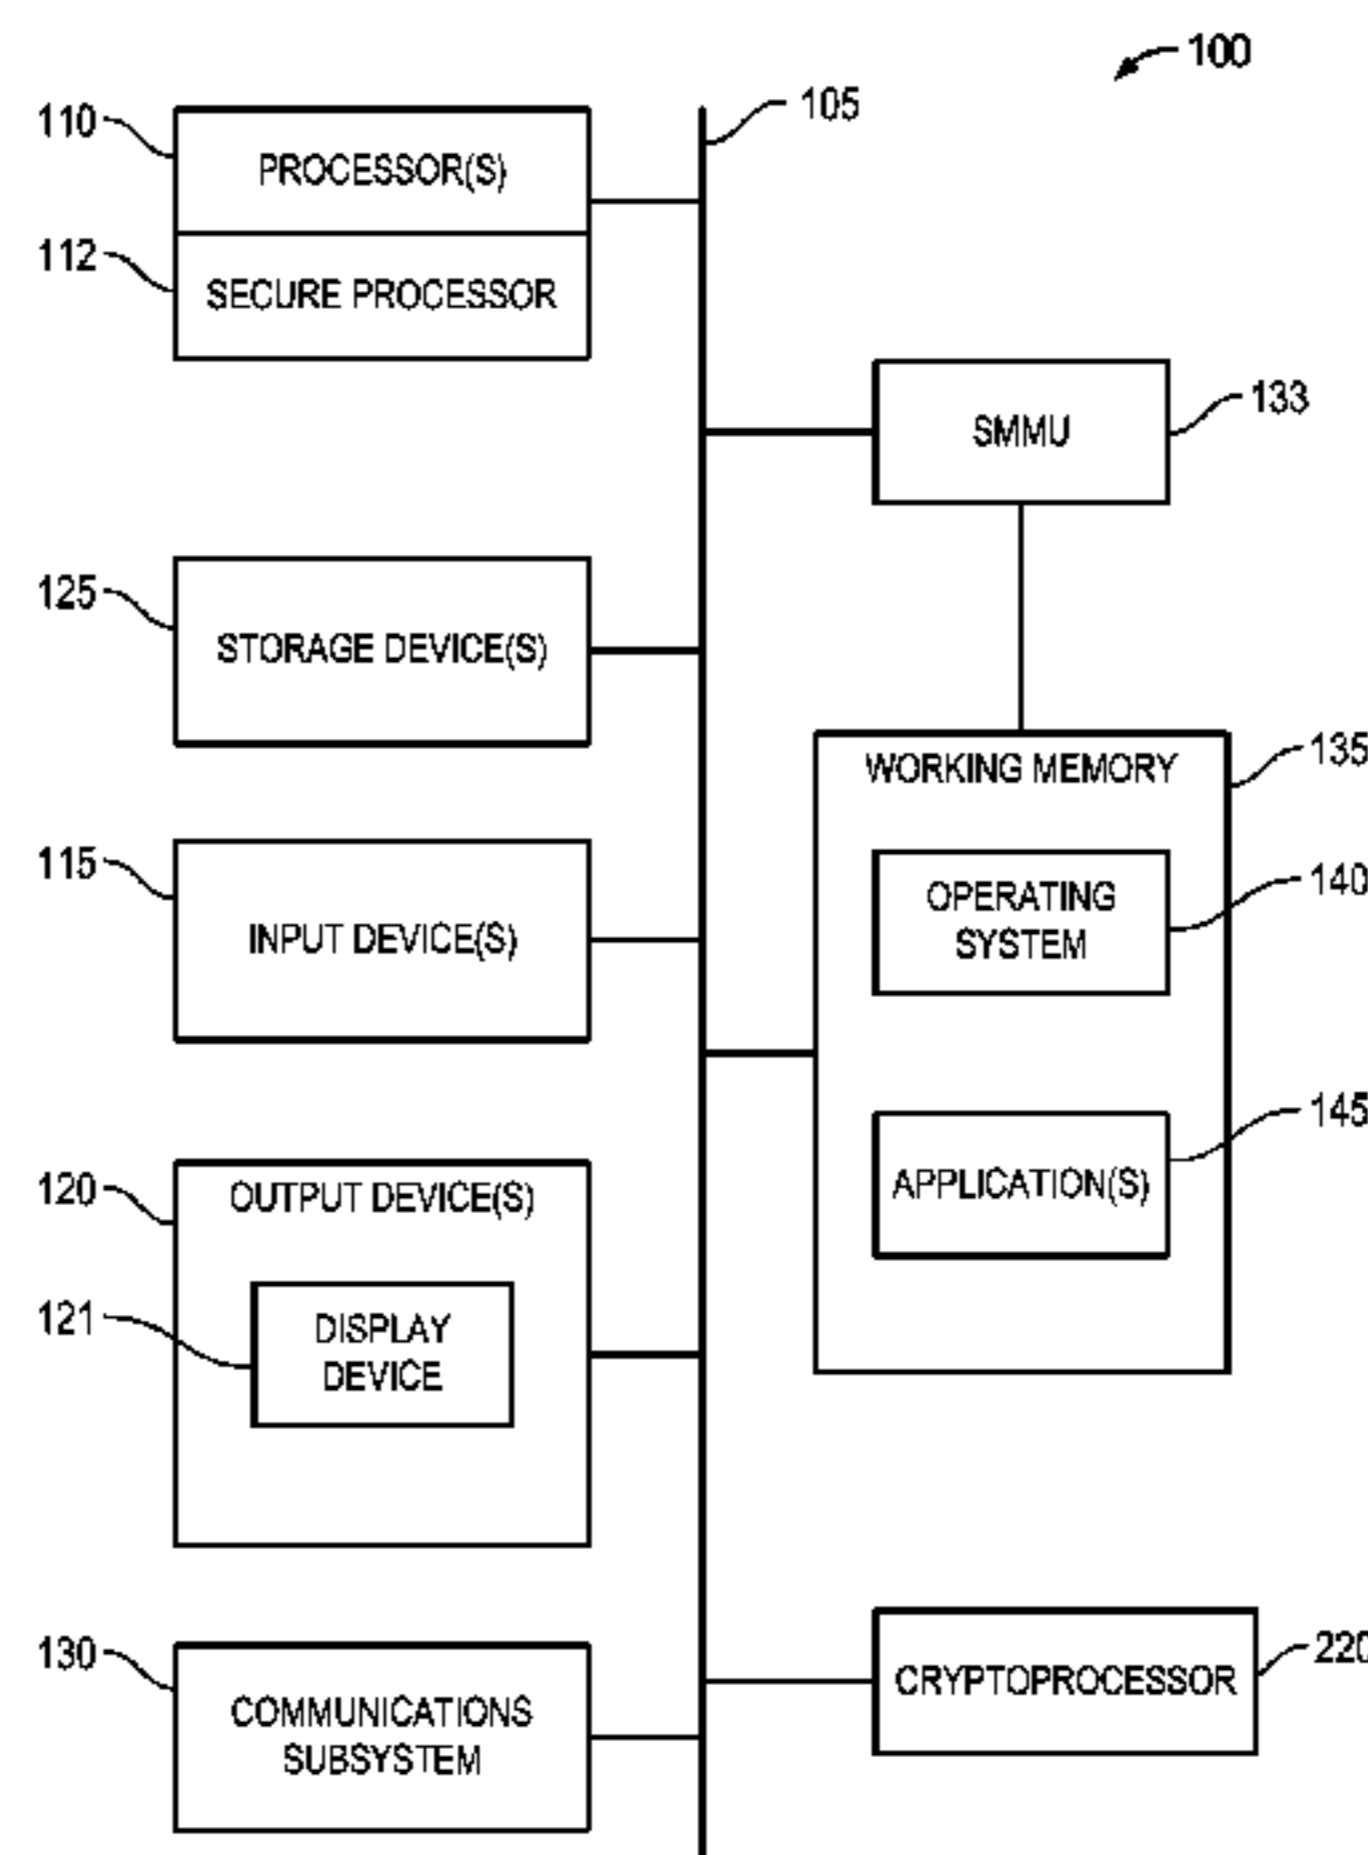 100
110
105
PROCESSOR(S)
112
SECURE PROCESSOR
133
SMMU
125
STORAGE DEVICE(S)
135
WORKING MEMORY
115
INPUT DEVICE(S)
140
OPERATING
SYSTEM
145
APPLICATION(S)
120
OUTPUT DEVICE(S)
121
DISPLAY
DEVICE
130
COMMUNICATIONS
SUBSYSTEM
220
CRYPTOPROCESSOR